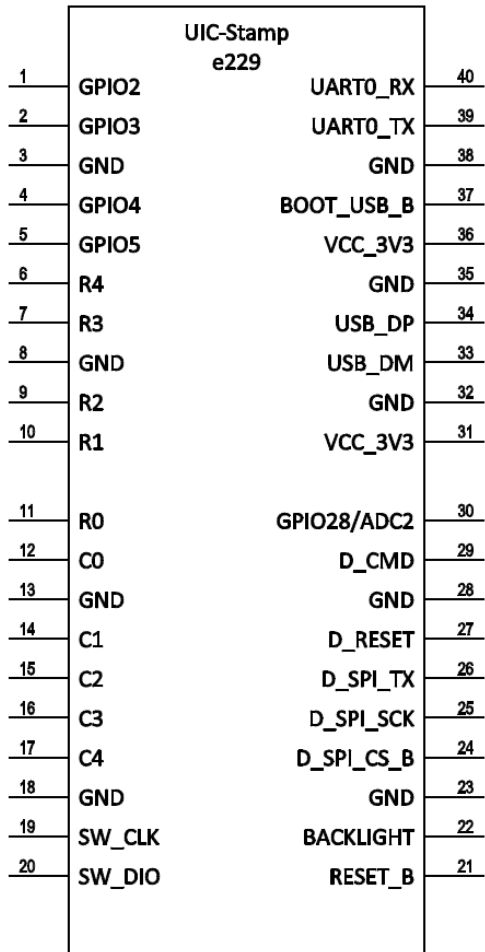 UIC-Stamp
e229
1 GPIO2 UART0_RX 40
2 GPIO3 UART0_TX 39
3 GND GND 38
4 GPIO4 BOOT_USB_B 37
5 GPIO5 VCC_3V3 36
6 R4 GND 35
7 R3 USB_DP 34
8 GND USB_DM 33
9 R2 GND 32
10 R1 VCC_3V3 31
11 R0 GPIO28/ADC2 30
12 C0 D_CMD 29
13 GND GND 28
14 C1 D_RESET 27
15 C2 D_SPI_TX 26
16 C3 D_SPI_SCK 25
17 C4 D_SPI_CS_B 24
18 GND GND 23
19 SW_CLK BACKLIGHT 22
20 SW_DIO RESET_B 21